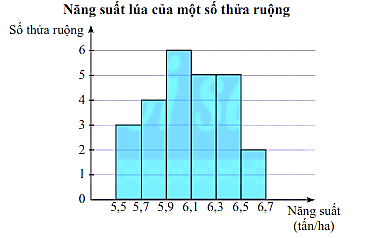 Năng suất lúa của một số thửa ruộng
Số thửa ruộng
6
5
4
3
2
1
0
5,5 5,7 5,9 6,1 6,3 6,5 6,7
Năng suất
(tấn/ha)